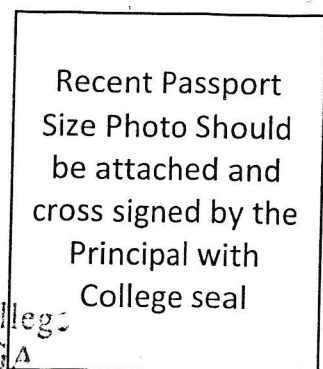 Recent Passport
Size Photo Should
be attached and
cross signed by the
Principal with
College seal